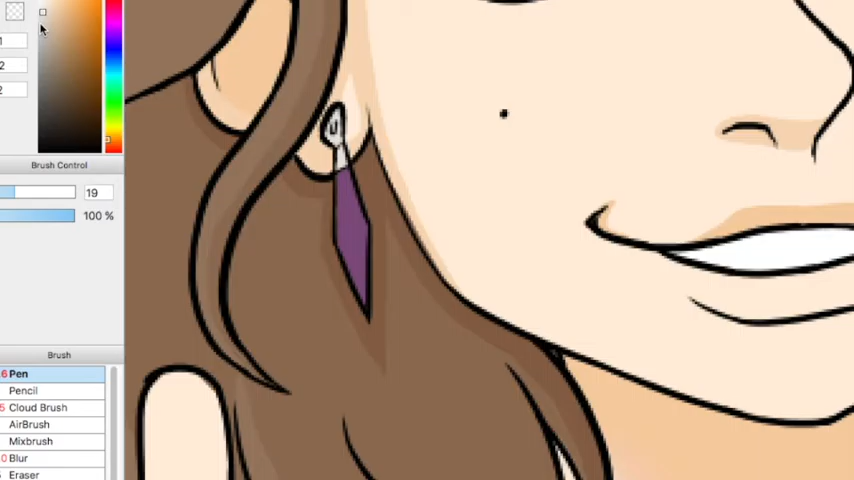 1
2
2
Brush Control
19
100 %
Brush
6 Pen
Pencil
5 Cloud Brush
AirBrush
Mixbrush
0 Blur
Eraser